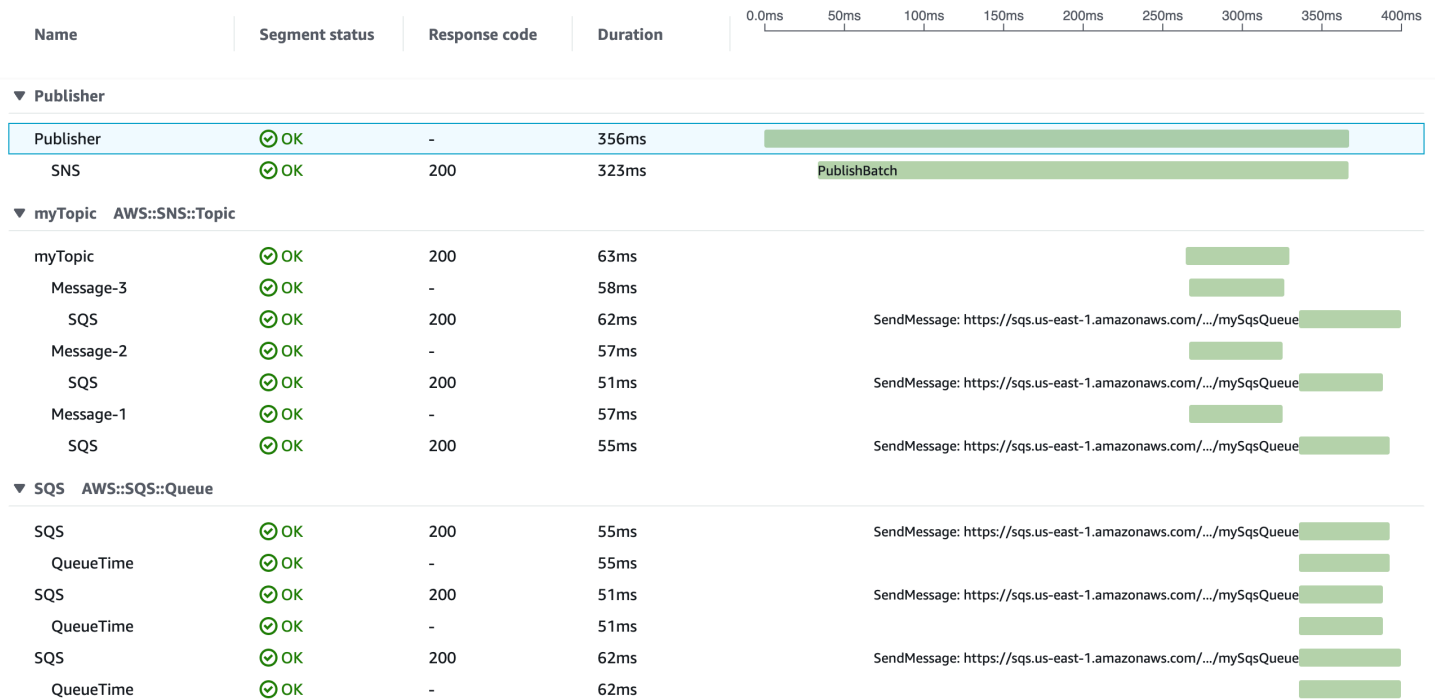 0.0ms 50ms 100ms 150ms 200ms 250ms 300ms 350ms 400ms
Name Segment status Response code Duration
Publisher
Publisher OK - 356ms
SNS OK 200 323ms PublishBatch
myTopic AWS::SNS::Topic
myTopic OK 200 63ms
Message-3 OK - 58ms
SQS OK 200 62ms SendMessage: https://sqs.us-east-1.amazonaws.com/.../mySqsQueue
Message-2 OK - 57ms
SQS OK 200 51ms SendMessage: https://sqs.us-east-1.amazonaws.com/.../mySqsQueue
Message-1 OK - 57ms
SQS OK 200 55ms SendMessage: https://sqs.us-east-1.amazonaws.com/.../mySqsQueue
SQS AWS::SQS::Queue
SQS OK 200 55ms SendMessage: https://sqs.us-east-1.amazonaws.com/.../mySqsQueue
QueueTime OK - 55ms
SQS OK 200 51ms SendMessage: https://sqs.us-east-1.amazonaws.com/.../mySqsQueue
QueueTime OK - 51ms
SQS OK 200 62ms SendMessage: https://sqs.us-east-1.amazonaws.com/.../mySqsQueue
QueueTime OK - 62ms